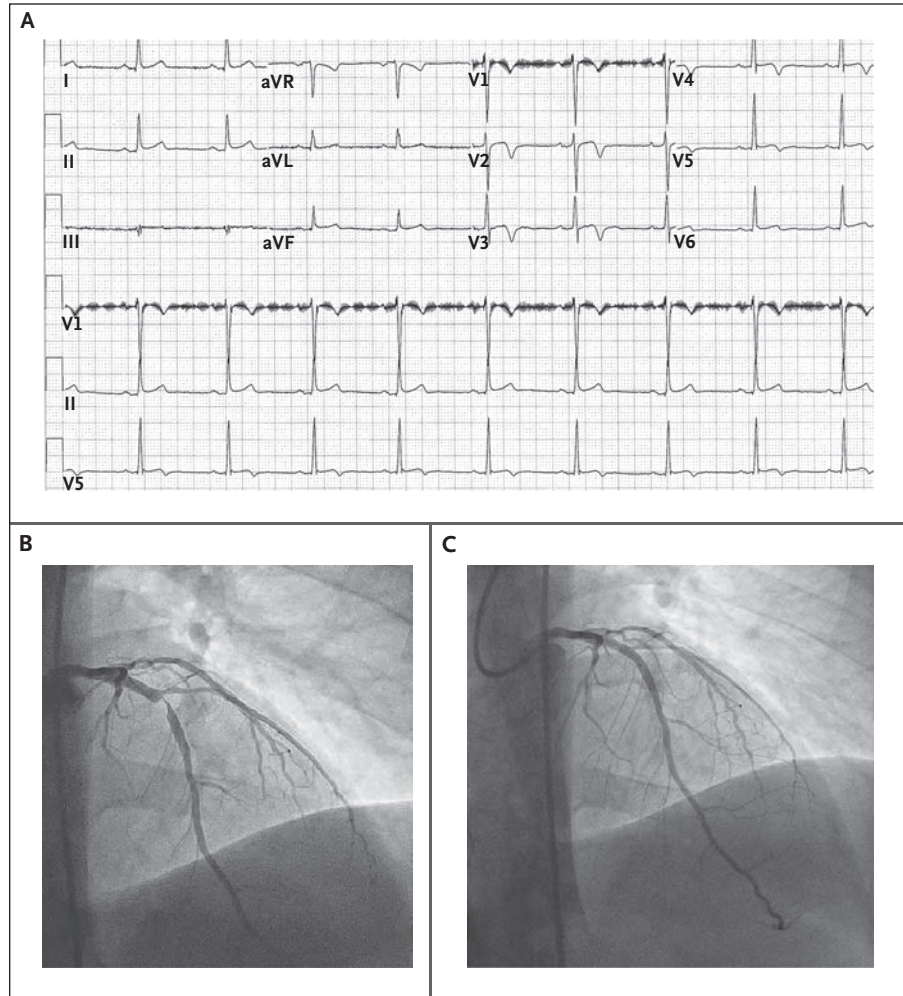 A
I aVR V1 V4
II aVL V2 V5
III aVF V3 V6
V1
II
V5
B C